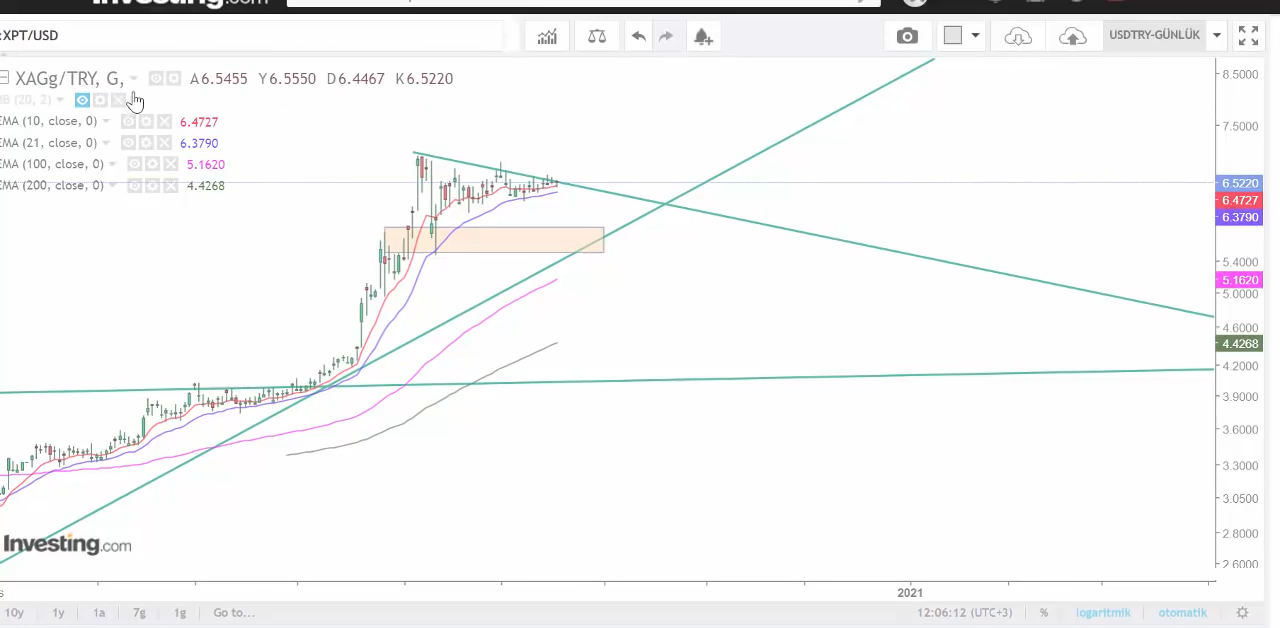 Investing.com
:XPT/USD
USDTRY-GÜNLÜK
XAGg/TRY, G, A6.5455 Y6.5550 D6.4467 K6.5220
MB (20, 2)
EMA (10, close, 0) 6.4727
EMA (21, close, 0) 6.3790
EMA (100, close, 0) 5.1620
EMA (200, close, 0) 4.4268
8.5000
7.5000
6.5220
6.4727
6.3790
5.4000
5.1620
5.0000
4.6000
4.4268
4.2000
3.9000
3.6000
3.3000
3.0500
2.8000
2.6000
Investing.com
2021
10y 1y 1a 7g 1g Go to...
12:06:12 (UTC+3) % logaritmik otomatik